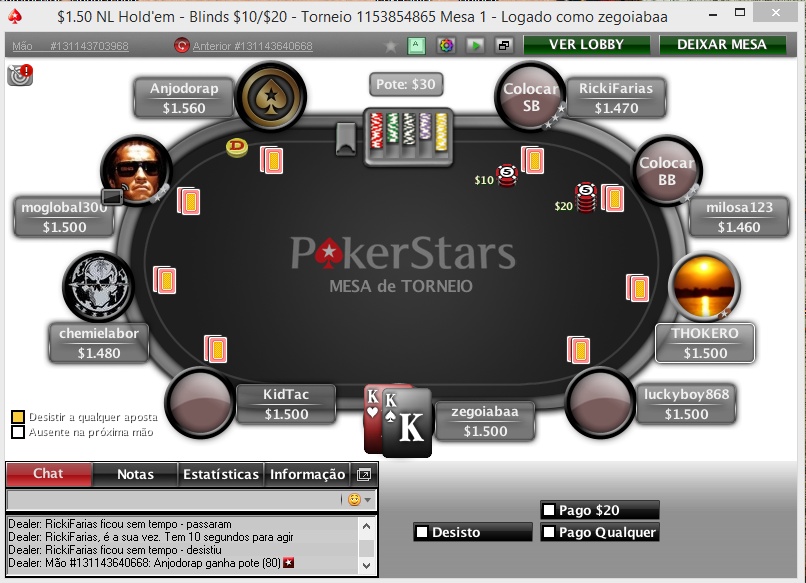 $1.50 NL Hold'em - Blinds $10/$20 - Torneio 1153854865 Mesa 1 - Logado como zegoiabaa
Mão #131143703968
Anterior #131143640668
VER LOBBY
DEIXAR MESA
Anjodorap
$1.560
Pote: $30
Colocar
SB
RickiFarias
$1.470
D
Colocar
BB
$10
$20
moglobal300
$1.500
milosa123
$1.460
PokerStars
MESA de TORNEIO
chemielabor
$1.480
THOKERO
$1.500
KidTac
$1.500
K
K
K
zegoiabaa
$1.500
luckyboy868
$1.500
Desistir a qualquer aposta
Ausente na próxima mão
Chat
Notas
Estatísticas
Informação
Desisto
Pago $20
Pago Qualquer
Dealer: RickiFarias ficou sem tempo - passaram
Dealer: RickiFarias, é a sua vez. Tem 10 segundos para agir
Dealer: RickiFarias ficou sem tempo - desistiu
Dealer: Mão #131143640668: Anjodorap ganha pote (80)